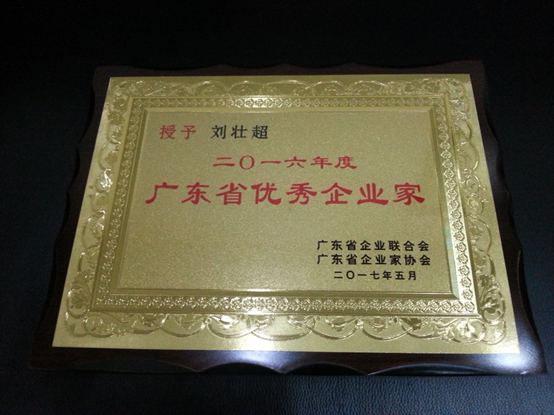 授予 刘壮超
二〇一六年度
广东省优秀企业家
广东省企业联合会
广东省企业家协会
二〇一七年五月